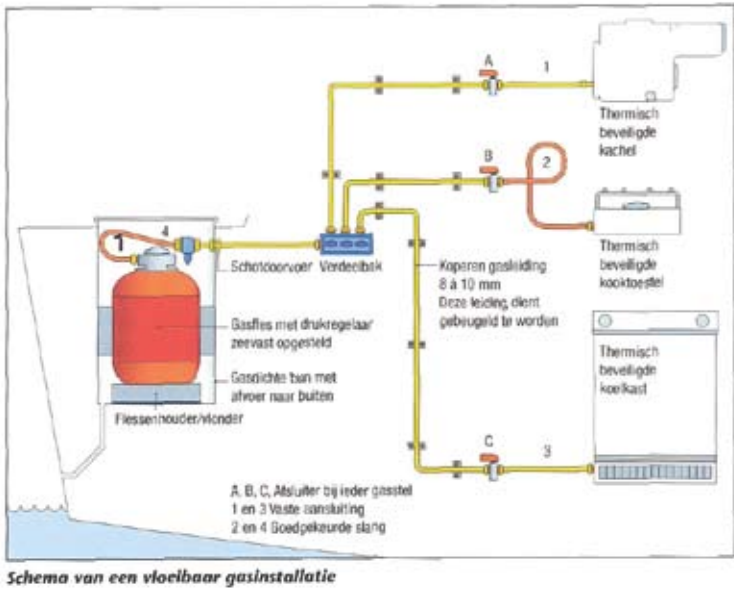 A
1
Thermisch
beveiligde
kachel
B
2
Thermisch
beveiligde
kooktoestel
1
4
Schotdoorvoer Verdeelbak
Koperen gasleiding
8 à 10 mm
Deze leiding dient
gebeugeld te worden
Gasfles met drukregelaar
zeevast opgesteld
Gasdichte bun met
afvoer naar buiten
Flessenhouder/vlonder
Thermisch
beveiligde
koelkast
C
3
A, B, C, Afsluiter bij ieder gasstel
1 en 3 Vaste aansluiting
2 en 4 Goedgekeurde slang
Schema van een vloeibaar gasinstallatie